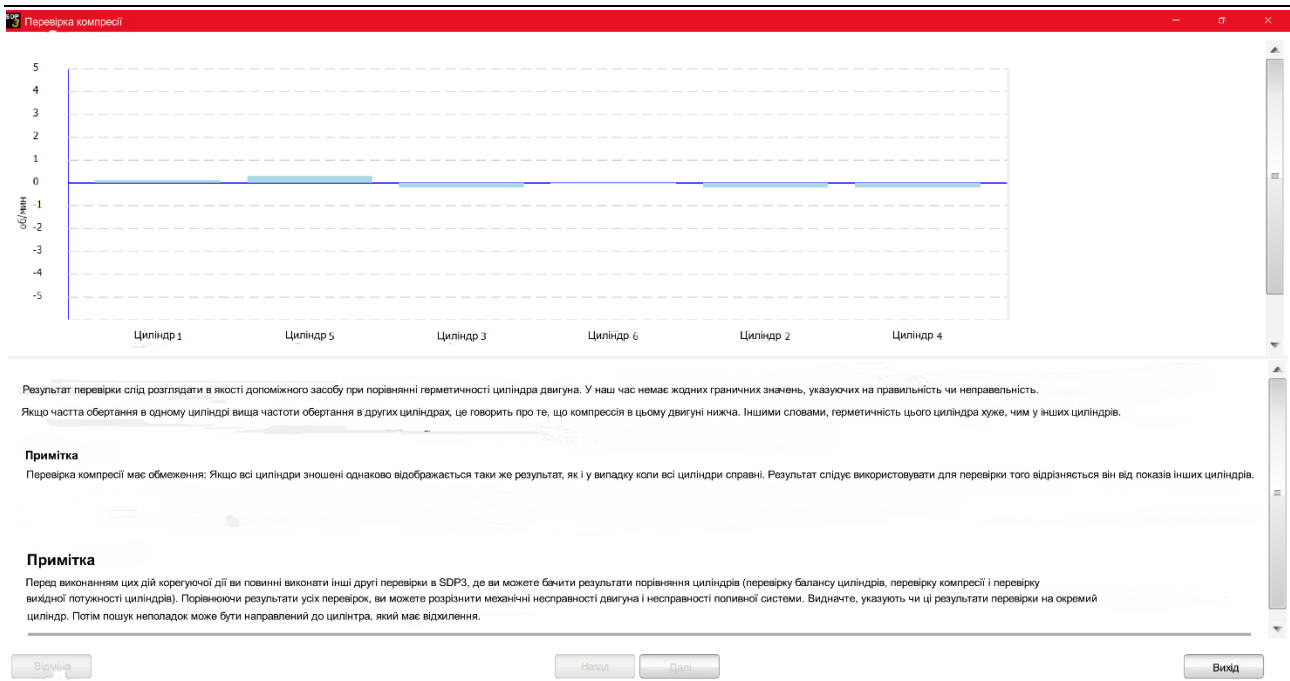 SDP3 Перевірка компресії
5
4
3
2
1
0
-1
-2
-3
-4
-5
об/мин
Циліндр 1 Циліндр 5 Циліндр 3 Циліндр 6 Циліндр 2 Циліндр 4
Результат перевірки слід розглядати в якості допоміжного засобу при порівнянні герметичності циліндра двигуна. У наш час немає жодних граничних значень, указуючих на правильність чи неправельність.
Якщо частта обертання в одному циліндрі вища частоти обертання в других циліндрах, це говорить про те, що компрессія в цьому двигуні нижча. Іншими словами, герметичність цього циліндра хуже, чим у інших циліндрів.
Примітка
Перевірка компресії має обмеження: Якщо всі циліндри зношені однаково відображається таки же результат, як і у випадку коли всі циліндри справні. Результат слідує використовувати для перевірки того відрізняється він від показів інших циліндрів.
Примітка
Перед виконанням цих дій корегуючої дії ви повинні виконати інші другі перевірки в SDP3, де ви можете бачити результати порівняння циліндрів (перевірку балансу циліндрів, перевірку компресії і перевірку
вихідної потужності циліндрів). Порівнюючи результати усіх перевірок, ви можете розрізнити механічні несправності двигуна і несправності поливної системи. Видначте, указують чи ці результати перевірки на окремий
циліндр. Потім пошук неполадок може бути направлений до цилінтра, який має відхилення.
Відміна Назад Далі Вихід